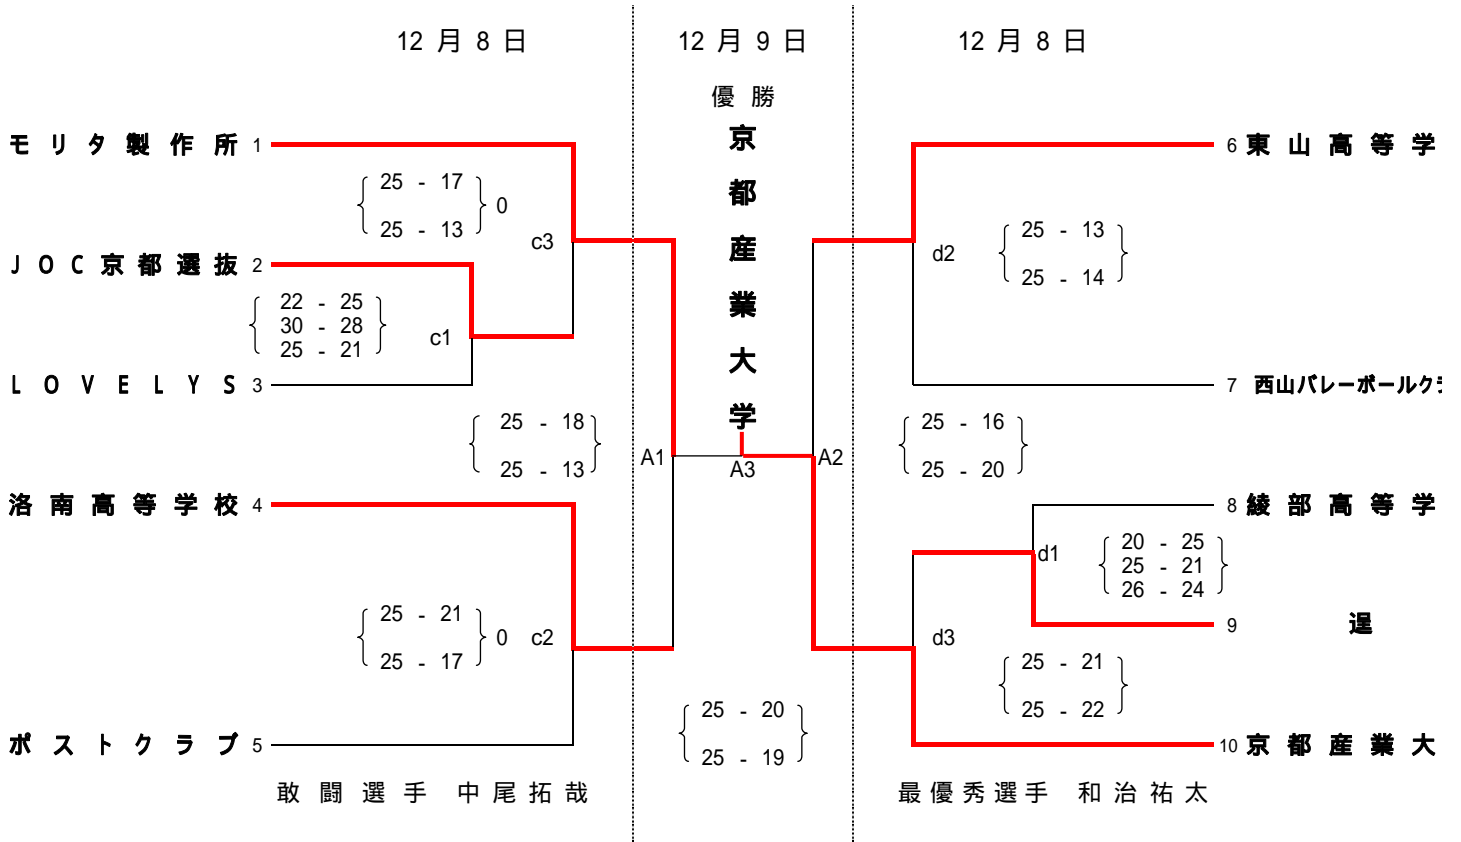 12 月 8 日
12 月 9 日
12 月 8 日
優 勝
京都産業大学
モリタ製作所 1
25 - 17
25 - 13
0
c3
JOC京都選抜 2
22 - 25
30 - 28
25 - 21
c1
LOVELYS 3
25 - 18
25 - 13
A1
洛南高等学校 4
25 - 21
25 - 17
0
c2
ポストクラブ 5
敢闘選手 中尾拓哉
A3
25 - 20
25 - 19
6 東山高等学
d2
25 - 13
25 - 14
7 西山バレーボールク
A2
25 - 16
25 - 20
8 綾部高等学
d1
20 - 25
25 - 21
26 - 24
9 逞
d3
25 - 21
25 - 22
10 京都産業大
最優秀選手 和治祐太